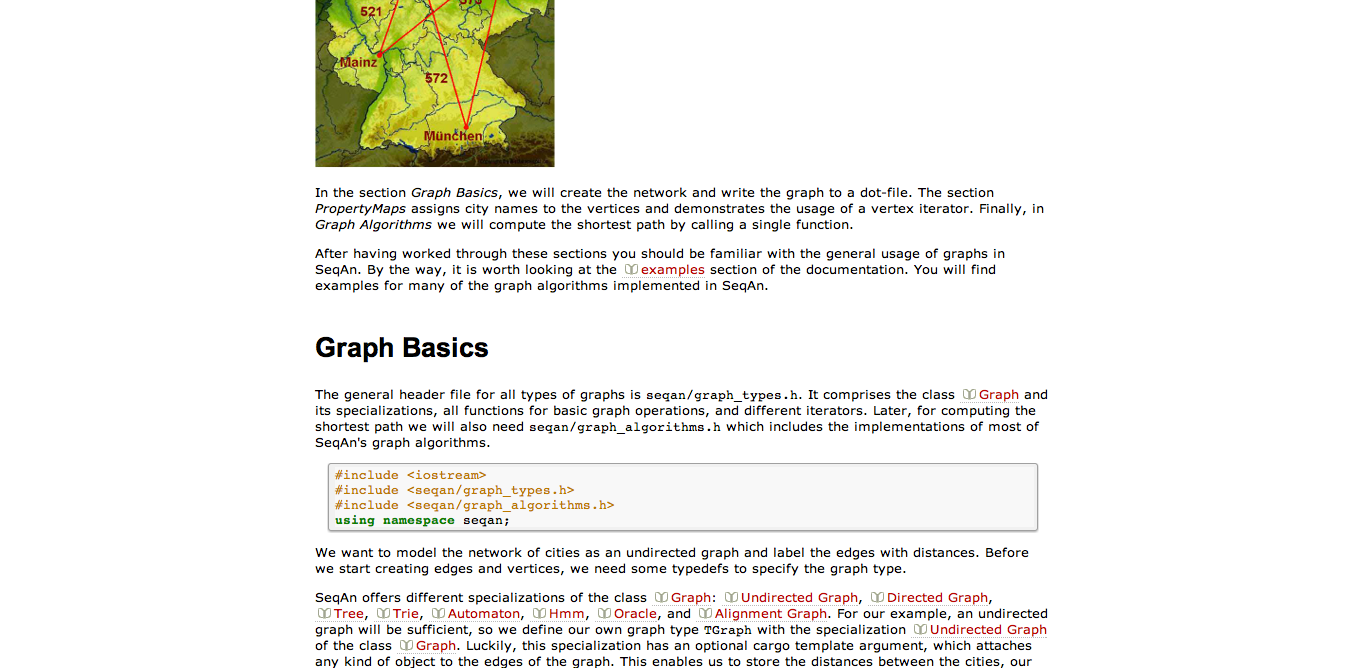 521
Mainz
572
München
In the section Graph Basics, we will create the network and write the graph to a dot-file. The section
PropertyMaps assigns city names to the vertices and demonstrates the usage of a vertex iterator. Finally, in
Graph Algorithms we will compute the shortest path by calling a single function.
After having worked through these sections you should be familiar with the general usage of graphs in
SeqAn. By the way, it is worth looking at the examples section of the documentation. You will find
examples for many of the graph algorithms implemented in SeqAn.
Graph Basics
The general header file for all types of graphs is seqan/graph_types.h. It comprises the class Graph and
its specializations, all functions for basic graph operations, and different iterators. Later, for computing the
shortest path we will also need seqan/graph_algorithms.h which includes the implementations of most of
SeqAn's graph algorithms.
#include <iostream>
#include <seqan/graph_types.h>
#include <seqan/graph_algorithms.h>
using namespace seqan;
We want to model the network of cities as an undirected graph and label the edges with distances. Before
we start creating edges and vertices, we need some typedefs to specify the graph type.
SeqAn offers different specializations of the class Graph: Undirected Graph, Directed Graph,
Tree, Trie, Automaton, Hmm, Oracle, and Alignment Graph. For our example, an undirected
graph will be sufficient, so we define our own graph type TGraph with the specialization Undirected Graph
of the class Graph. Luckily, this specialization has an optional cargo template argument, which attaches
any kind of object to the edges of the graph. This enables us to store the distances between the cities, our